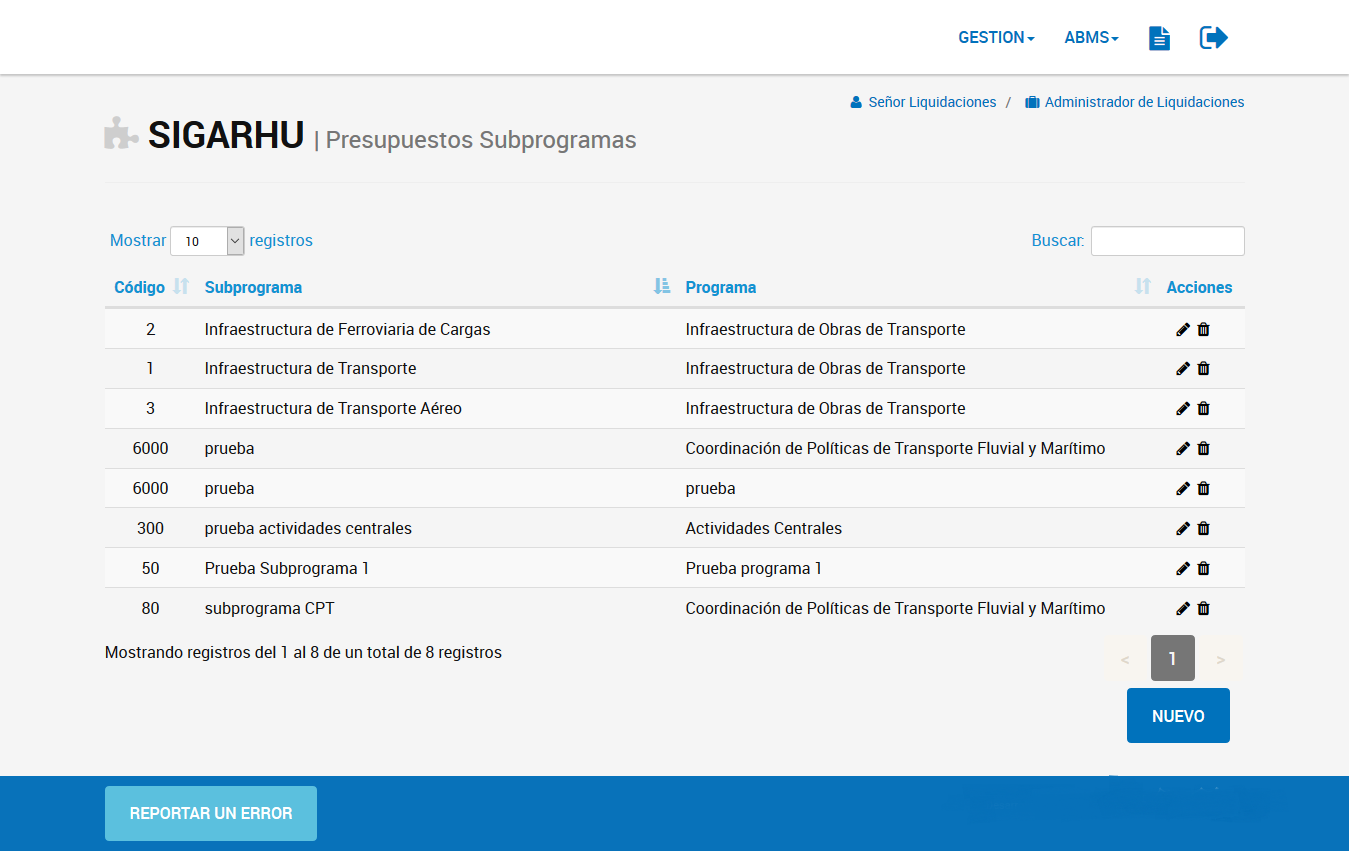 GESTION ABMS
Señor Liquidaciones / Administrador de Liquidaciones
SIGARHU | Presupuestos Subprogramas
Mostrar 10 registros Buscar:
Código Subprograma Programa Acciones
2 Infraestructura de Ferroviaria de Cargas Infraestructura de Obras de Transporte
1 Infraestructura de Transporte Infraestructura de Obras de Transporte
3 Infraestructura de Transporte Aéreo Infraestructura de Obras de Transporte
6000 prueba Coordinación de Políticas de Transporte Fluvial y Marítimo
6000 prueba prueba
300 prueba actividades centrales Actividades Centrales
50 Prueba Subprograma 1 Prueba programa 1
80 subprograma CPT Coordinación de Políticas de Transporte Fluvial y Marítimo
Mostrando registros del 1 al 8 de un total de 8 registros < 1 >
NUEVO
REPORTAR UN ERROR